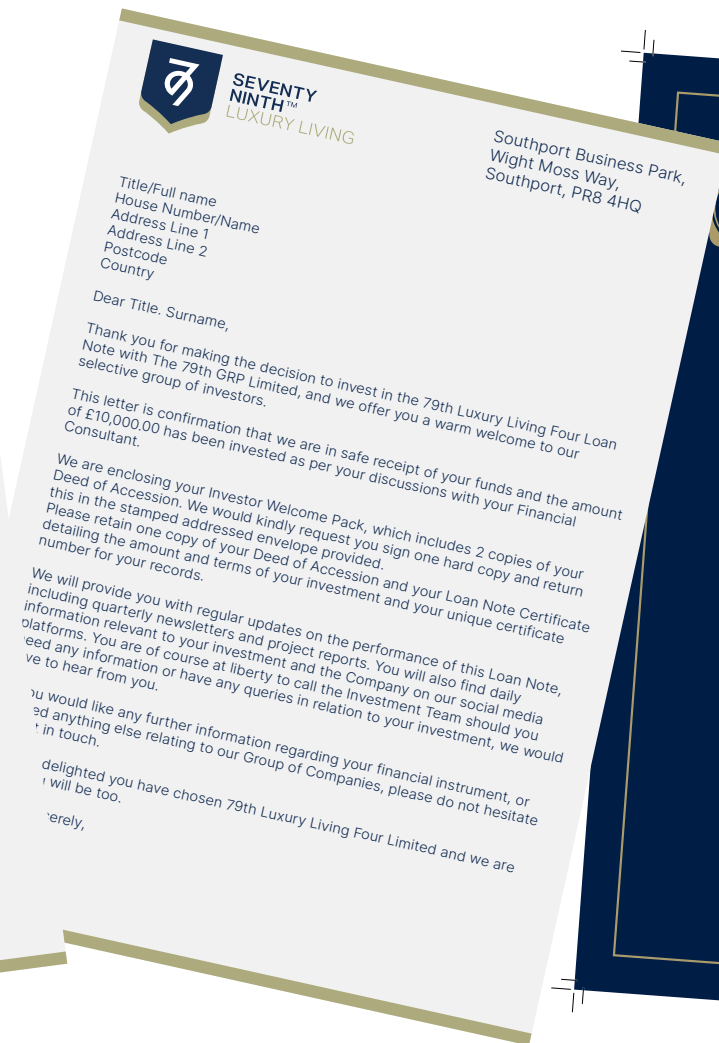 SEVENTY
NINTH™
LUXURY LIVING
Southport Business Park,
Wight Moss Way,
Southport, PR8 4HQ
Title/Full name
House Number/Name
Address Line 1
Address Line 2
Postcode
Country
Dear Title. Surname,
Thank you for making the decision to invest in the 79th Luxury Living Four Loan
Note with The 79th GRP Limited, and we offer you a warm welcome to our
selective group of investors.
This letter is confirmation that we are in safe receipt of your funds and the amount
of £10,000.00 has been invested as per your discussions with your Financial
Consultant.
We are enclosing your Investor Welcome Pack, which includes 2 copies of your
Deed of Accession. We would kindly request you sign one hard copy and return
this in the stamped addressed envelope provided.
Please retain one copy of your Deed of Accession and your Loan Note Certificate
detailing the amount and terms of your investment and your unique certificate
number for your records.
We will provide you with regular updates on the performance of this Loan Note,
including quarterly newsletters and project reports. You will also find daily
information relevant to your investment and the Company on our social media
platforms. You are of course at liberty to call the Investment Team should you
eed any information or have any queries in relation to your investment, we would
ve to hear from you.
ou would like any further information regarding your financial instrument, or
ed anything else relating to our Group of Companies, please do not hesitate
t in touch.
delighted you have chosen 79th Luxury Living Four Limited and we are
will be too.
cerely,